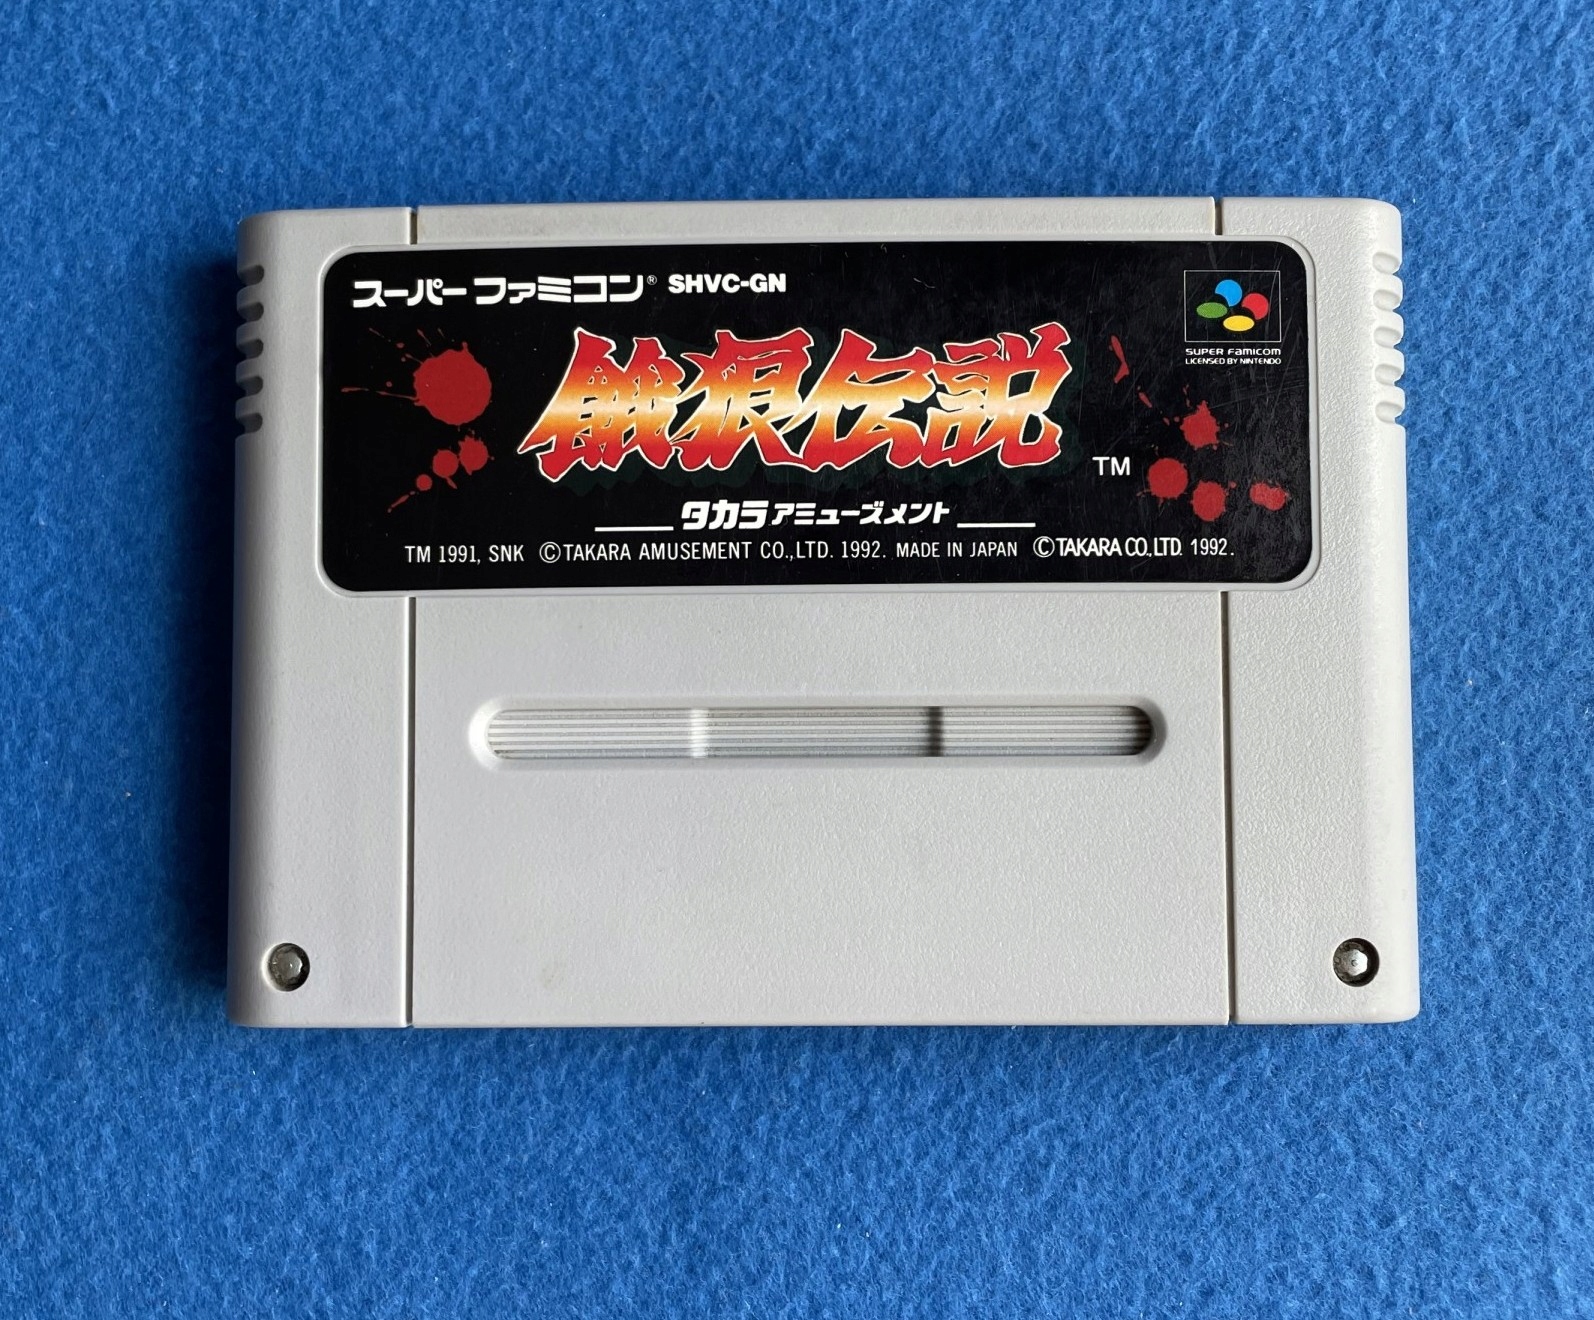 スーパーファミコン® SHVC-GN
SUPER FAMICOM
LICENSED BY NINTENDO
餓狼伝説
TM
タカラアミューズメント
TM 1991, SNK ©TAKARA AMUSEMENT CO.,LTD. 1992. MADE IN JAPAN ©TAKARA CO.,LTD. 1992.